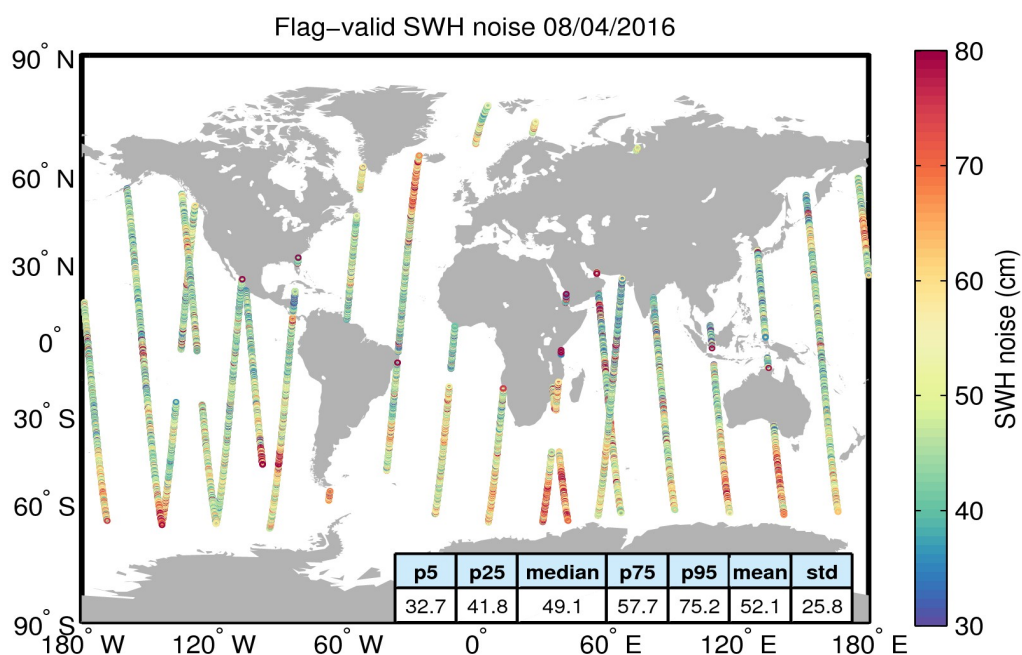 Flag−valid SWH noise 08/04/2016
90° N
60° N
30° N
0°
30° S
60° S
90° S
180° W
120° W
60° W
0°
60° E
120° E
180° E
p5 p25 median p75 p95 mean std
32.7 41.8 49.1 57.7 75.2 52.1 25.8
80
70
60
50
40
30
SWH noise (cm)